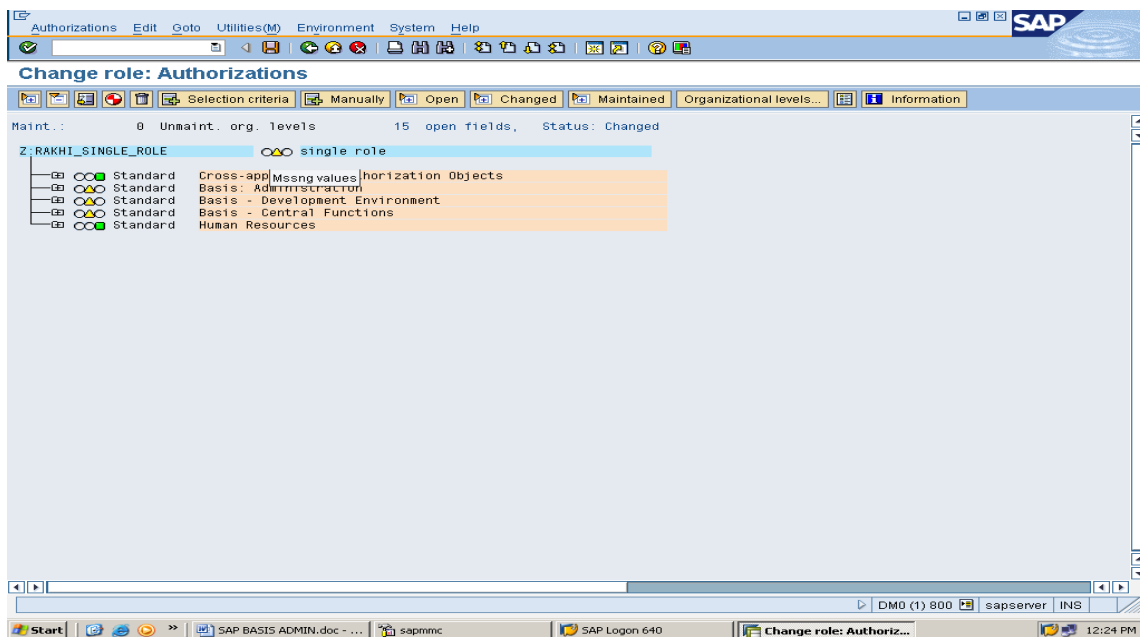 Authorizations Edit Goto Utilities(M) Environment System Help
SAP
Change role: Authorizations
Selection criteria Manually Open Changed Maintained Organizational levels... Information
Maint.: 0 Unmaint. org. levels 15 open fields, Status: Changed
Z:RAKHI_SINGLE_ROLE single role
Standard Cross-app Mssng values horization Objects
Standard Basis: Administration
Standard Basis - Development Environment
Standard Basis - Central Functions
Standard Human Resources
DM0 (1) 800 sapserver INS
Start » SAP BASIS ADMIN.doc - ... sapmmc SAP Logon 640 Change role: Authoriz... 12:24 PM